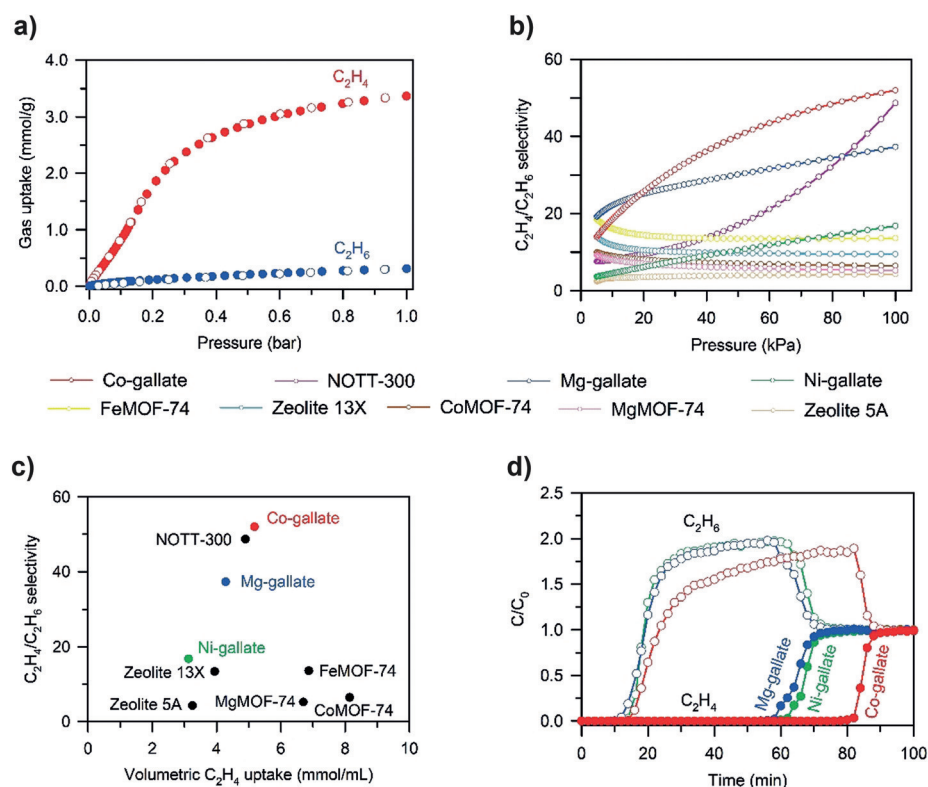 a)
Gas uptake (mmol/g)
4.0
3.0
2.0
1.0
0.0
C₂H₄
C₂H₆
0.0 0.2 0.4 0.6 0.8 1.0
Pressure (bar)
b)
C₂H₄/C₂H₆ selectivity
60
40
20
0
0 20 40 60 80 100
Pressure (kPa)
Co-gallate NOTT-300 Mg-gallate Ni-gallate
FeMOF-74 Zeolite 13X CoMOF-74 MgMOF-74 Zeolite 5A
c)
C₂H₄/C₂H₆ selectivity
60
40
20
0
Co-gallate
NOTT-300
Mg-gallate
Ni-gallate
Zeolite 13X
FeMOF-74
Zeolite 5A
MgMOF-74
CoMOF-74
0 2 4 6 8 10
Volumetric C₂H₄ uptake (mmol/mL)
d)
C/C₀
2.5
2.0
1.5
1.0
0.5
0.0
C₂H₆
C₂H₄
Mg-gallate
Ni-gallate
Co-gallate
0 20 40 60 80 100
Time (min)